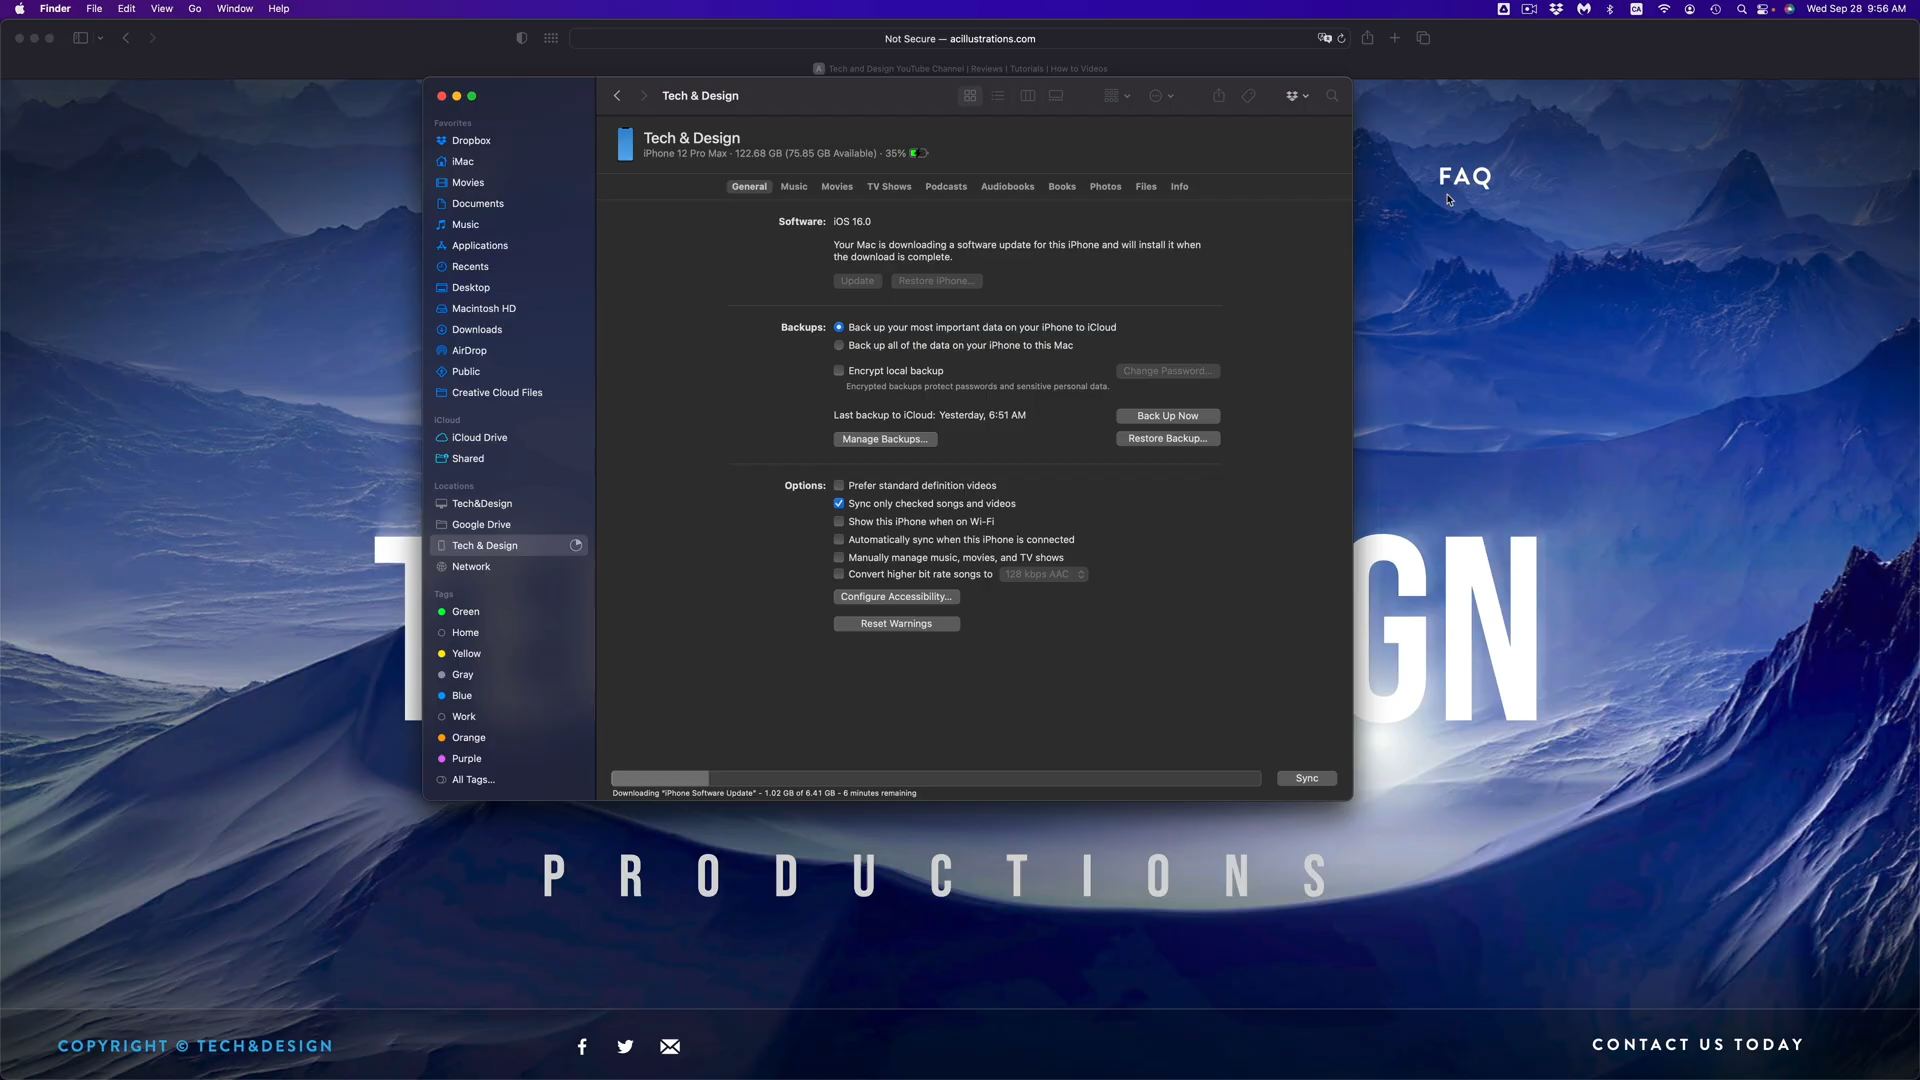 Finder File Edit View Go Window Help
CA
Wed Sep 28 9:56 AM
Not Secure — acillustrations.com
A Tech and Design YouTube Channel | Reviews | Tutorials | How to Videos
Tech & Design
Favorites
Dropbox
iMac
Movies
Documents
Music
Applications
Recents
Desktop
Macintosh HD
Downloads
AirDrop
Public
Creative Cloud Files
iCloud
iCloud Drive
Shared
Locations
Tech&Design
Google Drive
Tech & Design
Network
Tags
Green
Home
Yellow
Gray
Blue
Work
Orange
Purple
All Tags...
Tech & Design
iPhone 12 Pro Max · 122.68 GB (75.85 GB Available) · 35%
General Music Movies TV Shows Podcasts Audiobooks Books Photos Files Info
Software: iOS 16.0
Your Mac is downloading a software update for this iPhone and will install it when
the download is complete.
Update Restore iPhone...
Backups: Back up your most important data on your iPhone to iCloud
Back up all of the data on your iPhone to this Mac
Encrypt local backup Change Password...
Encrypted backups protect passwords and sensitive personal data.
Last backup to iCloud: Yesterday, 6:51 AM Back Up Now
Manage Backups... Restore Backup...
Options: Prefer standard definition videos
Sync only checked songs and videos
Show this iPhone when on Wi-Fi
Automatically sync when this iPhone is connected
Manually manage music, movies, and TV shows
Convert higher bit rate songs to 128 kbps AAC
Configure Accessibility...
Reset Warnings
Sync
Downloading "iPhone Software Update" - 1.02 GB of 6.41 GB - 6 minutes remaining
FAQ
T GN
PRODUCTIONS
COPYRIGHT © TECH&DESIGN
CONTACT US TODAY